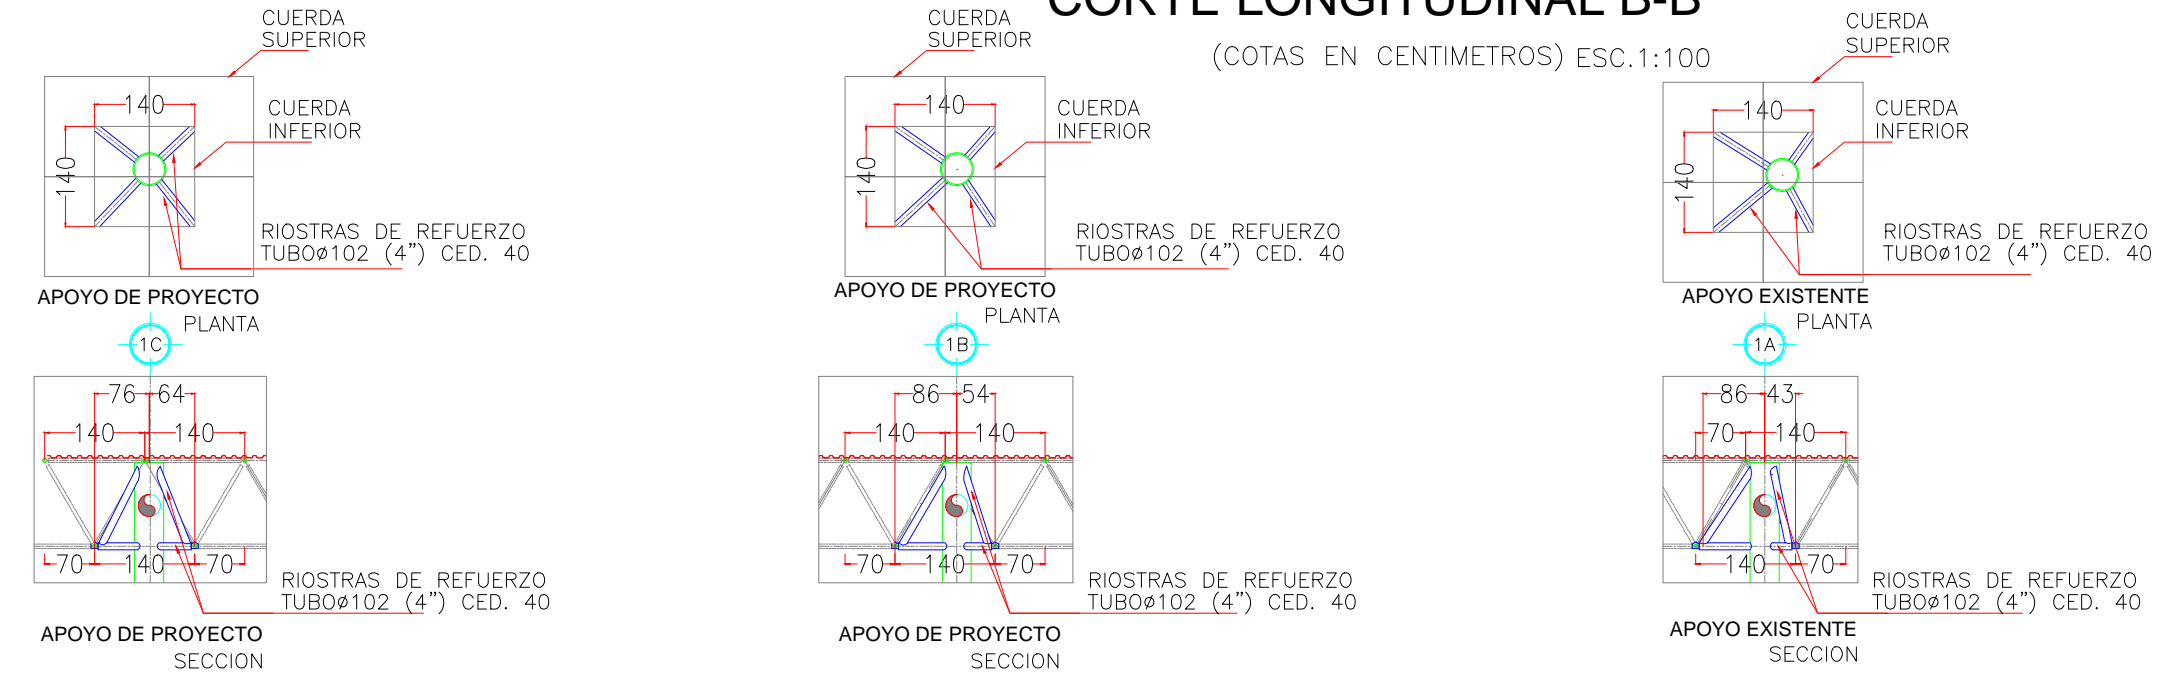 CORTE LONGITUDINAL B-B
(COTAS EN CENTIMETROS) ESC.1:100
CUERDA
SUPERIOR
140
CUERDA
INFERIOR
140
RIOSTRAS DE REFUERZO
TUBOø102 (4") CED. 40
APOYO DE PROYECTO
PLANTA
CUERDA
SUPERIOR
140
CUERDA
INFERIOR
140
RIOSTRAS DE REFUERZO
TUBOø102 (4") CED. 40
APOYO DE PROYECTO
PLANTA
CUERDA
SUPERIOR
140
CUERDA
INFERIOR
140
RIOSTRAS DE REFUERZO
TUBOø102 (4") CED. 40
APOYO EXISTENTE
PLANTA
1C
76 64
140 140
70 140 70
RIOSTRAS DE REFUERZO
TUBOø102 (4") CED. 40
APOYO DE PROYECTO
SECCION
1B
86 54
140 140
70 140 70
RIOSTRAS DE REFUERZO
TUBOø102 (4") CED. 40
APOYO DE PROYECTO
SECCION
1A
86 43
70 140
140 70
RIOSTRAS DE REFUERZO
TUBOø102 (4") CED. 40
APOYO EXISTENTE
SECCION